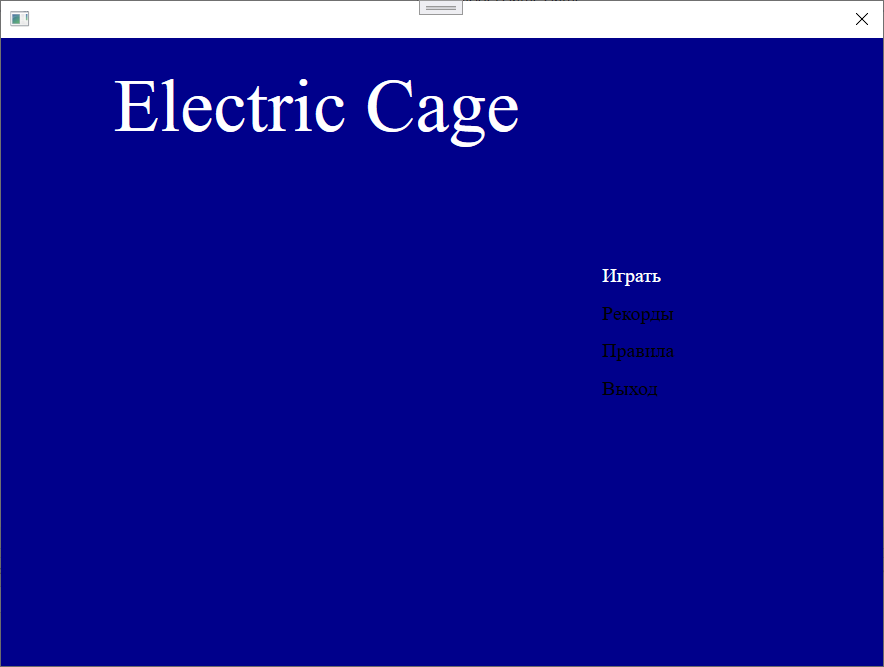 Electric Cage
Играть
Рекорды
Правила
Выход